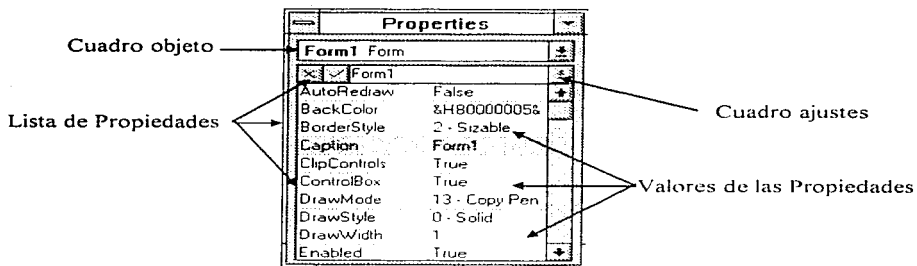 Properties
Cuadro objeto
Form1 Form
Form1
AutoRedraw False
BackColor &H80000005&
Cuadro ajustes
Lista de Propiedades
BorderStyle 2 - Sizable
Caption Form1
ClipControls True
ControlBox True
Valores de las Propiedades
DrawMode 13 - Copy Pen
DrawStyle 0 - Solid
DrawWidth 1
Enabled True